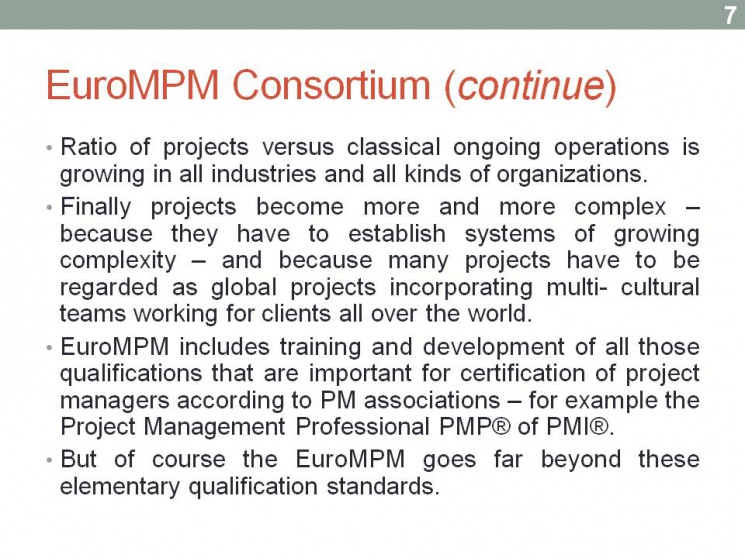 7
EuroMPM Consortium (continue)
• Ratio of projects versus classical ongoing operations is
growing in all industries and all kinds of organizations.
• Finally projects become more and more complex –
because they have to establish systems of growing
complexity – and because many projects have to be
regarded as global projects incorporating multi- cultural
teams working for clients all over the world.
• EuroMPM includes training and development of all those
qualifications that are important for certification of project
managers according to PM associations – for example the
Project Management Professional PMP® of PMI®.
• But of course the EuroMPM goes far beyond these
elementary qualification standards.